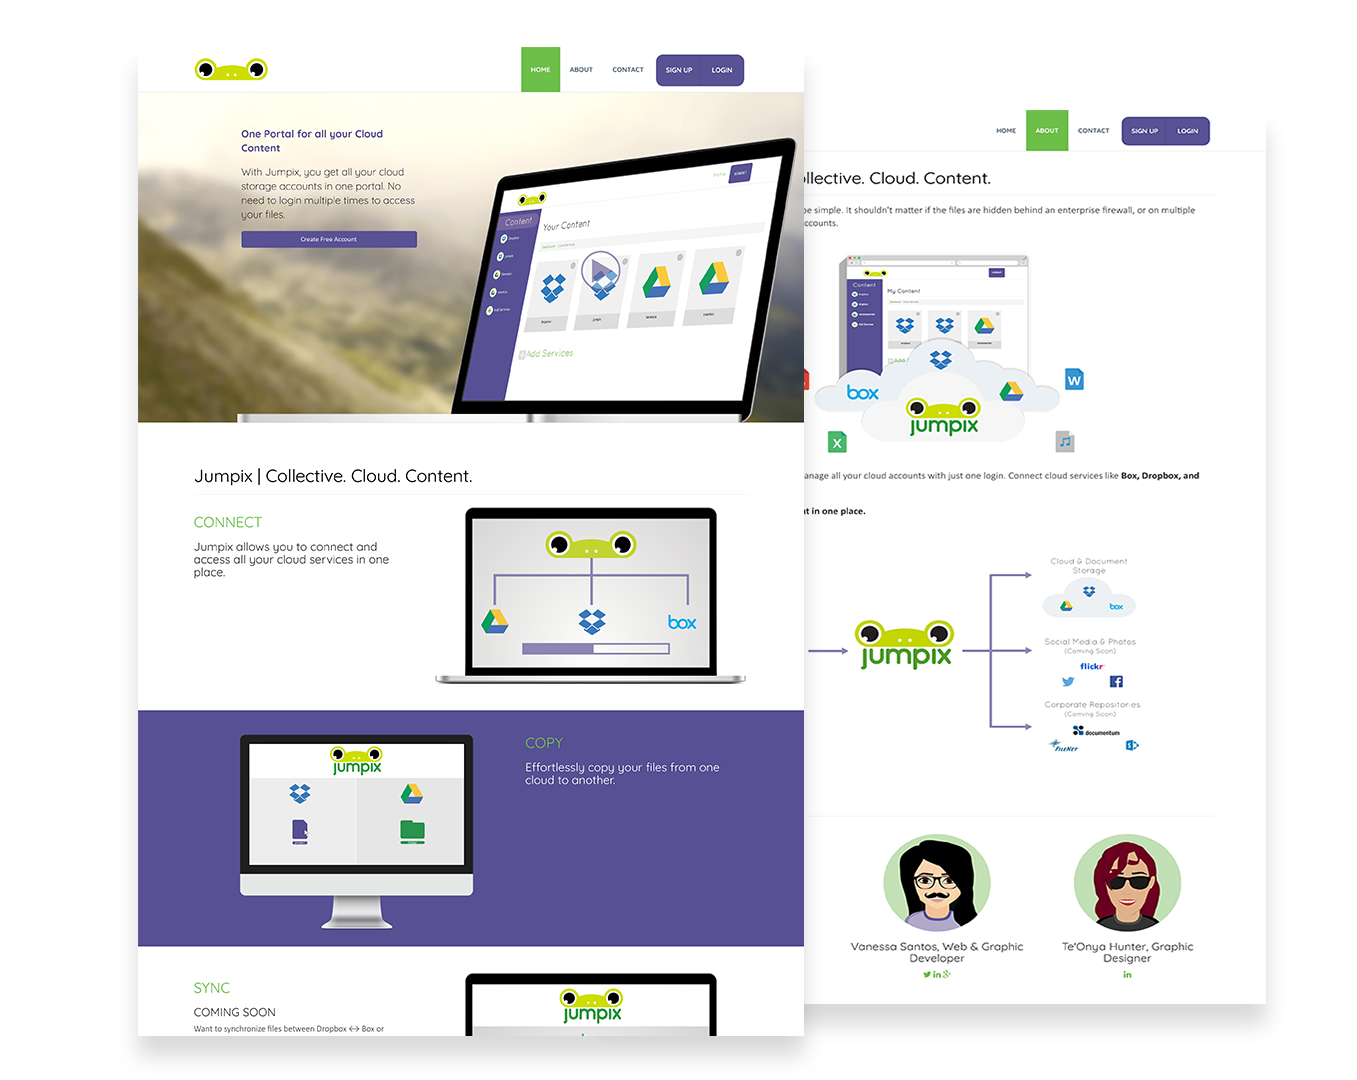 HOME
ABOUT
CONTACT
SIGN UP
LOGIN
One Portal for all your Cloud
Content
With Jumpix, you get all your cloud
storage accounts in one portal. No
need to login multiple times to access
your files.
Create Free Account
Content
Your Content
Add Services
Jumpix | Collective. Cloud. Content.
CONNECT
Jumpix allows you to connect and
access all your cloud services in one
place.
box
jumpix
COPY
Effortlessly copy your files from one
cloud to another.
SYNC
COMING SOON
Want to synchronize files between Dropbox <-> Box or
jumpix
HOME
ABOUT
CONTACT
SIGN UP
LOGIN
llective. Cloud. Content.
be simple. It shouldn't matter if the files are hidden behind an enterprise firewall, or on multiple
ccounts.
Content
My Content
box
W
X
jumpix
anage all your cloud accounts with just one login. Connect cloud services like Box, Dropbox, and
nt in one place.
Cloud & Document
Storage
box
jumpix
Social Media & Photos
(Coming Soon)
flickr
Corporate Repositories
(Coming Soon)
documentum
FILENET
Vanessa Santos, Web & Graphic
Developer
Te'Onya Hunter, Graphic
Designer